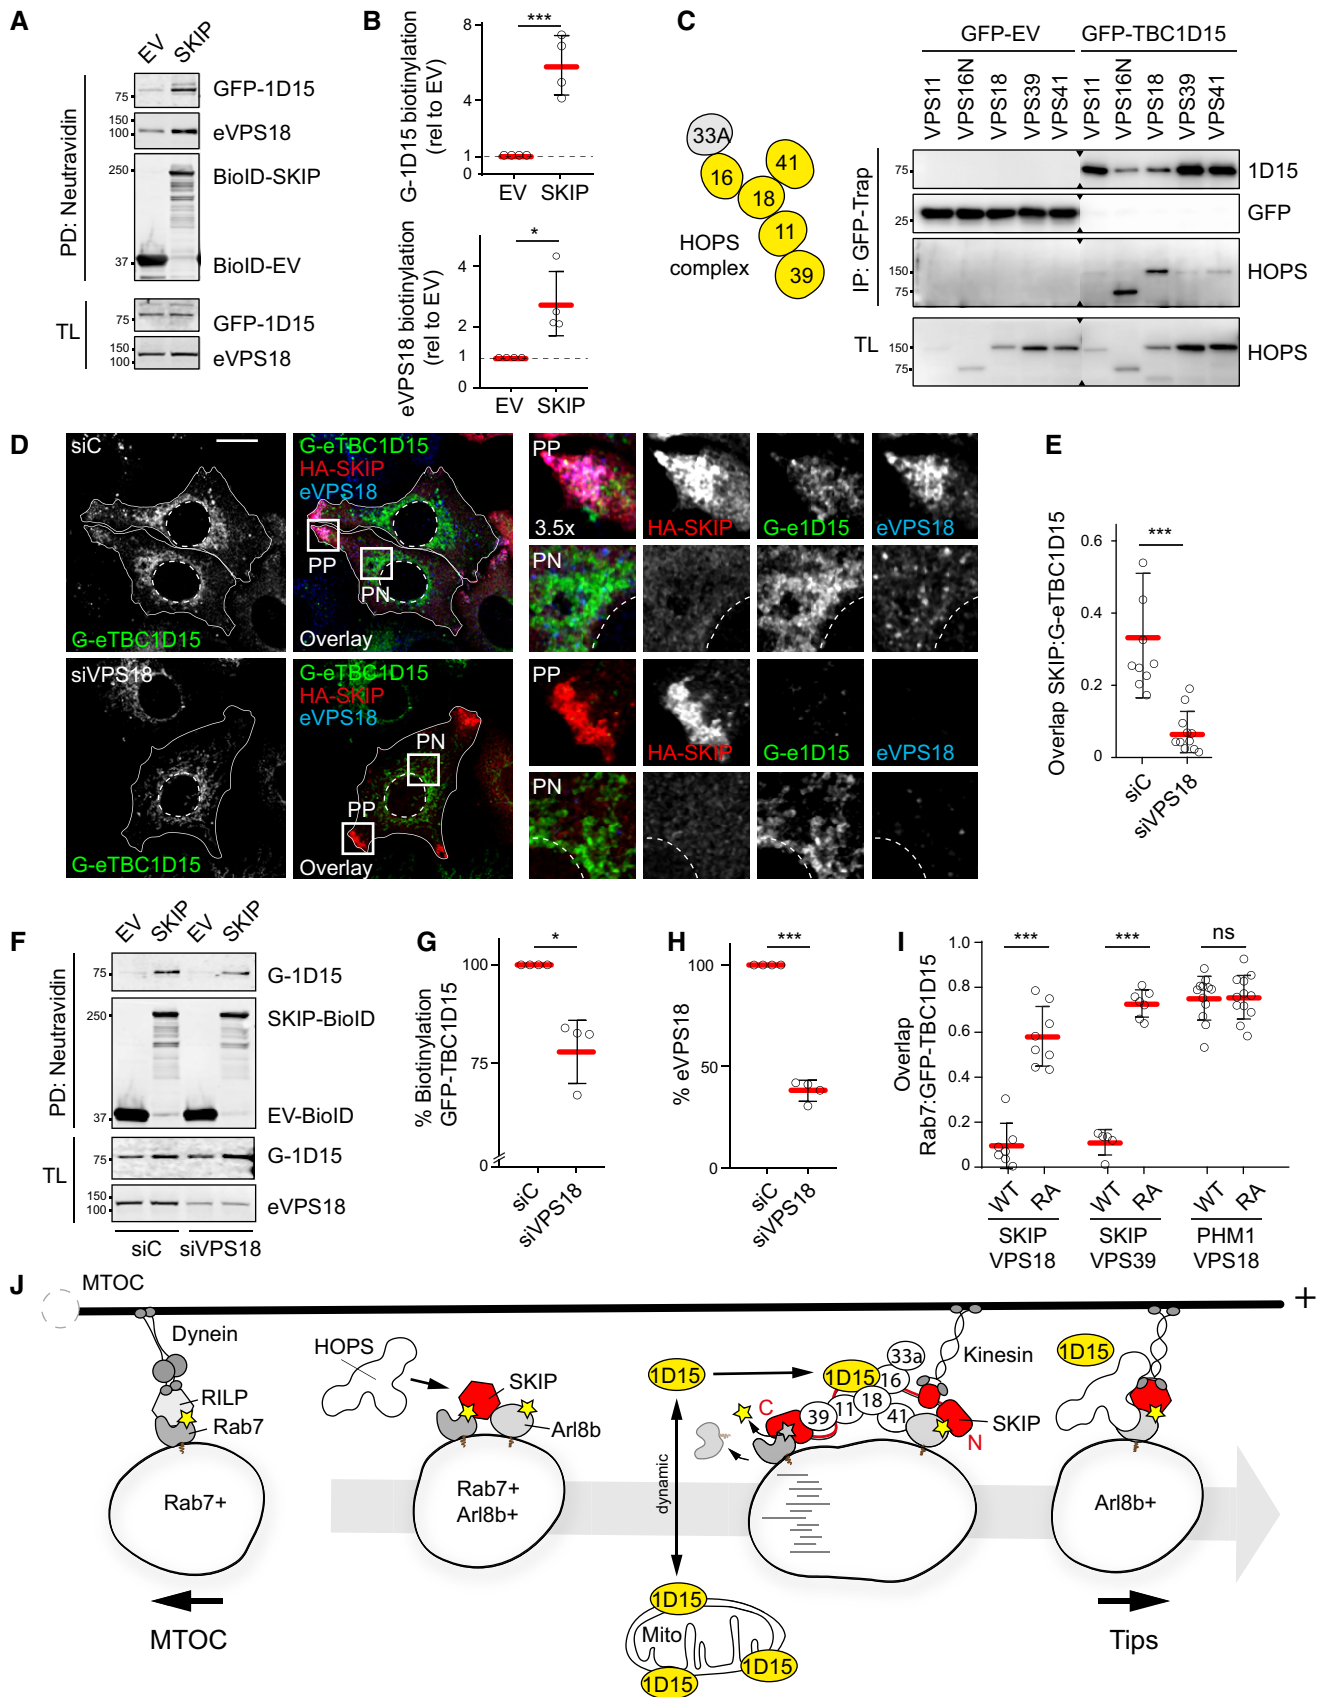 A
EV SKIP
PD: Neutravidin
75
GFP-1D15
150
100
eVPS18
250
BioID-SKIP
37
BioID-EV
TL
75
GFP-1D15
150
100
eVPS18
B
G-1D15 biotinylation
(rel to EV)
8
4
1
0
***
EV SKIP
eVPS18 biotinylation
(rel to EV)
4
2
1
0
*
EV SKIP
C
33A
16
41
18
11
39
HOPS
complex
GFP-EV GFP-TBC1D15
VPS11 VPS16N VPS18 VPS39 VPS41 VPS11 VPS16N VPS18 VPS39 VPS41
IP: GFP-Trap
75
1D15
25
GFP
150
75
HOPS
TL
150
75
HOPS
D
siC
G-eTBC1D15
G-eTBC1D15
HA-SKIP
eVPS18
PP
PN
Overlay
PP
3.5x
HA-SKIP
G-e1D15
eVPS18
PN
siVPS18
G-eTBC1D15
G-eTBC1D15
HA-SKIP
eVPS18
PN
PP
Overlay
PP
HA-SKIP
G-e1D15
eVPS18
PN
E
Overlap SKIP:G-eTBC1D15
0.6
0.4
0.2
0
***
siC
siVPS18
F
EV SKIP EV SKIP
PD: Neutravidin
75
G-1D15
250
SKIP-BioID
37
EV-BioID
TL
75
G-1D15
150
100
eVPS18
siC siVPS18
G
% Biotinylation
GFP-TBC1D15
100
75
0
*
siC
siVPS18
H
% eVPS18
100
50
0
***
siC
siVPS18
I
Overlap
Rab7:GFP-TBC1D15
1.0
0.8
0.6
0.4
0.2
0
*** *** ns
WT RA WT RA WT RA
SKIP SKIP PHM1
VPS18 VPS39 VPS18
J
MTOC
+
Dynein
RILP
Rab7
Rab7+
MTOC
HOPS
SKIP
Arl8b
Rab7+
Arl8b+
1D15
dynamic
1D15
Mito
1D15
1D15
1D15
33a
16
18
11
39
41
C
N
Kinesin
SKIP
1D15
Arl8b+
Tips